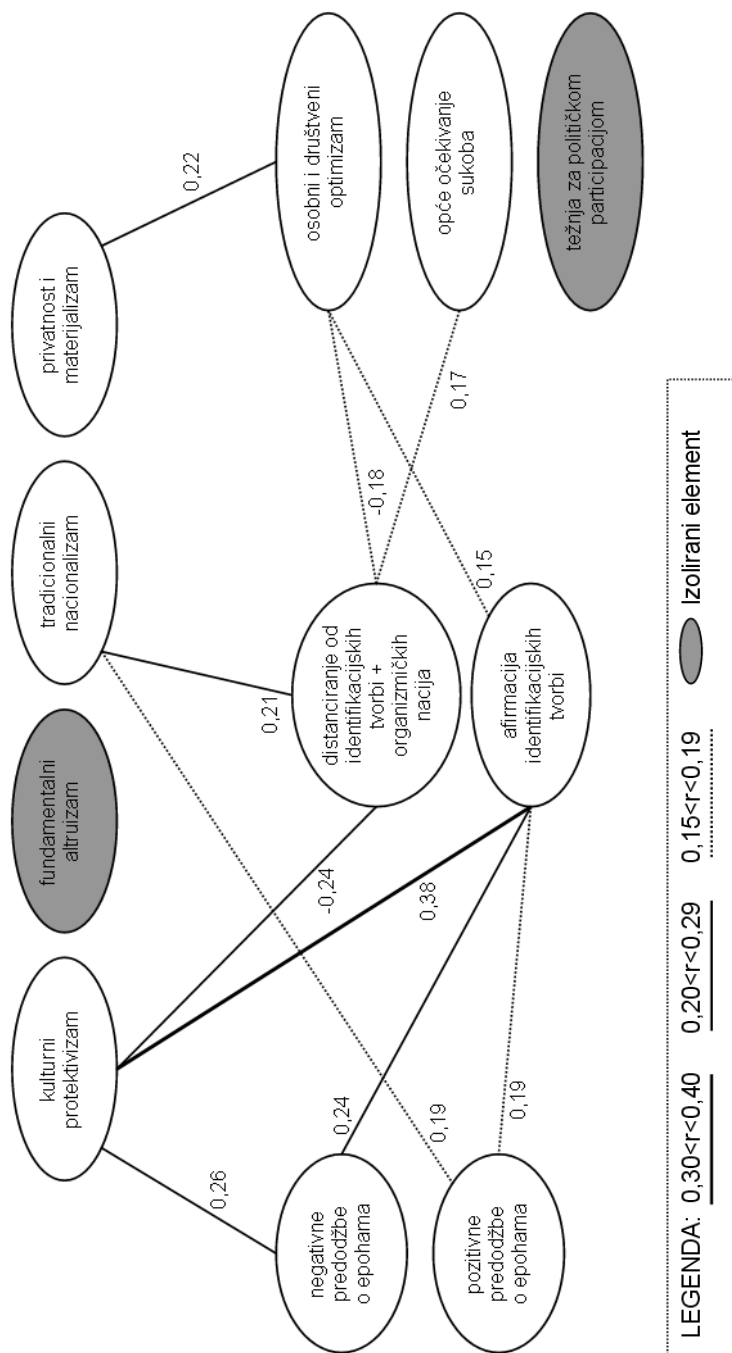 kulturni
protektivizam
fundamentalni
altruizam
tradicionalni
nacionalizam
privatnost i
materijalizam
0,26
-0,24
0,38
0,21
0,22
negativne
predodžbe
o epohama
distanciranje od
identifikacijskih
tvorbi +
organizmičkih
nacija
osobni i društveni
optimizam
0,24
-0,18
opće očekivanje
sukoba
0,19
0,17
pozitivne
predodžbe
o epohama
0,19
afirmacija
identifikacijskih
tvorbi
0,15
težnja za političkom
participacijom
LEGENDA: 0,30<r<0,40 0,20<r<0,29 0,15<r<0,19 Izolirani element